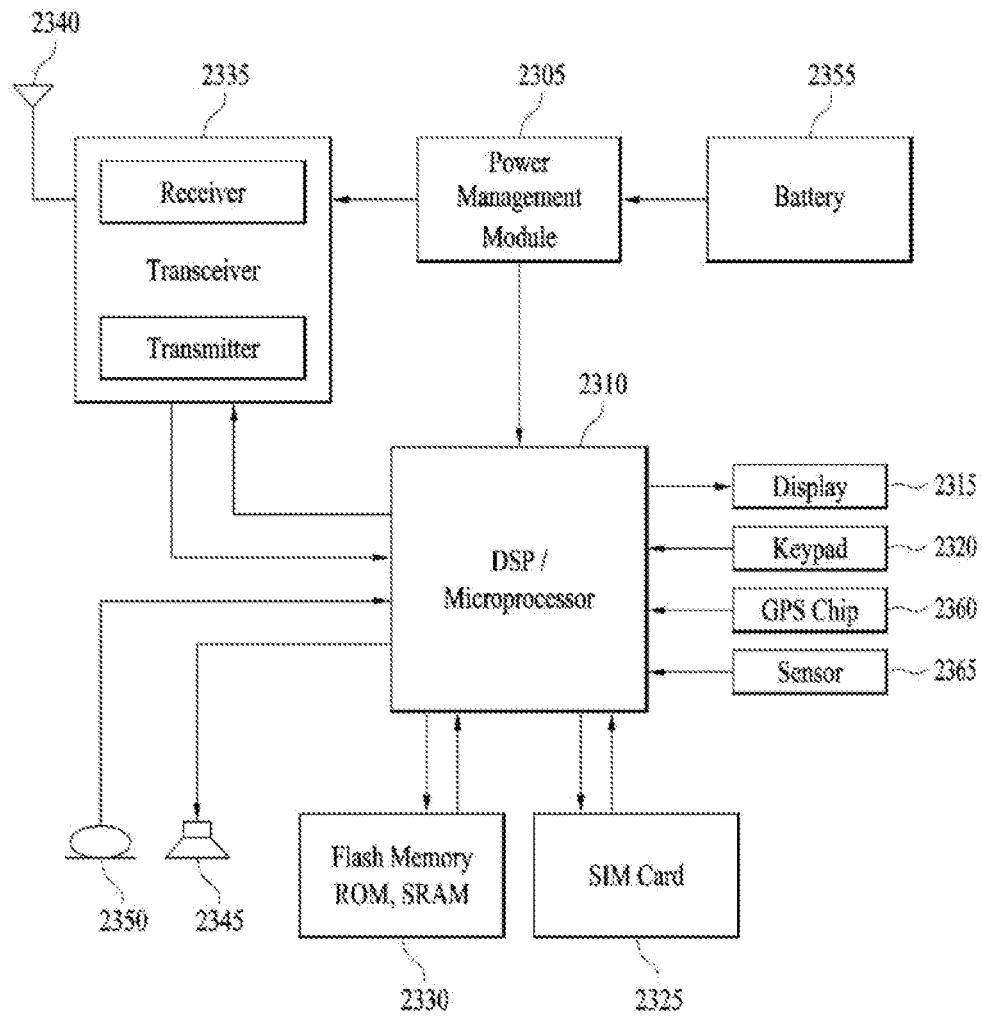 2340
2335
2305
2355
Receiver
Transceiver
Transmitter
Power
Management
Module
Battery
2310
DSP /
Microprocessor
Display
2315
Keypad
2320
GPS Chip
2360
Sensor
2365
2350
2345
Flash Memory
ROM, SRAM
SIM Card
2330
2325